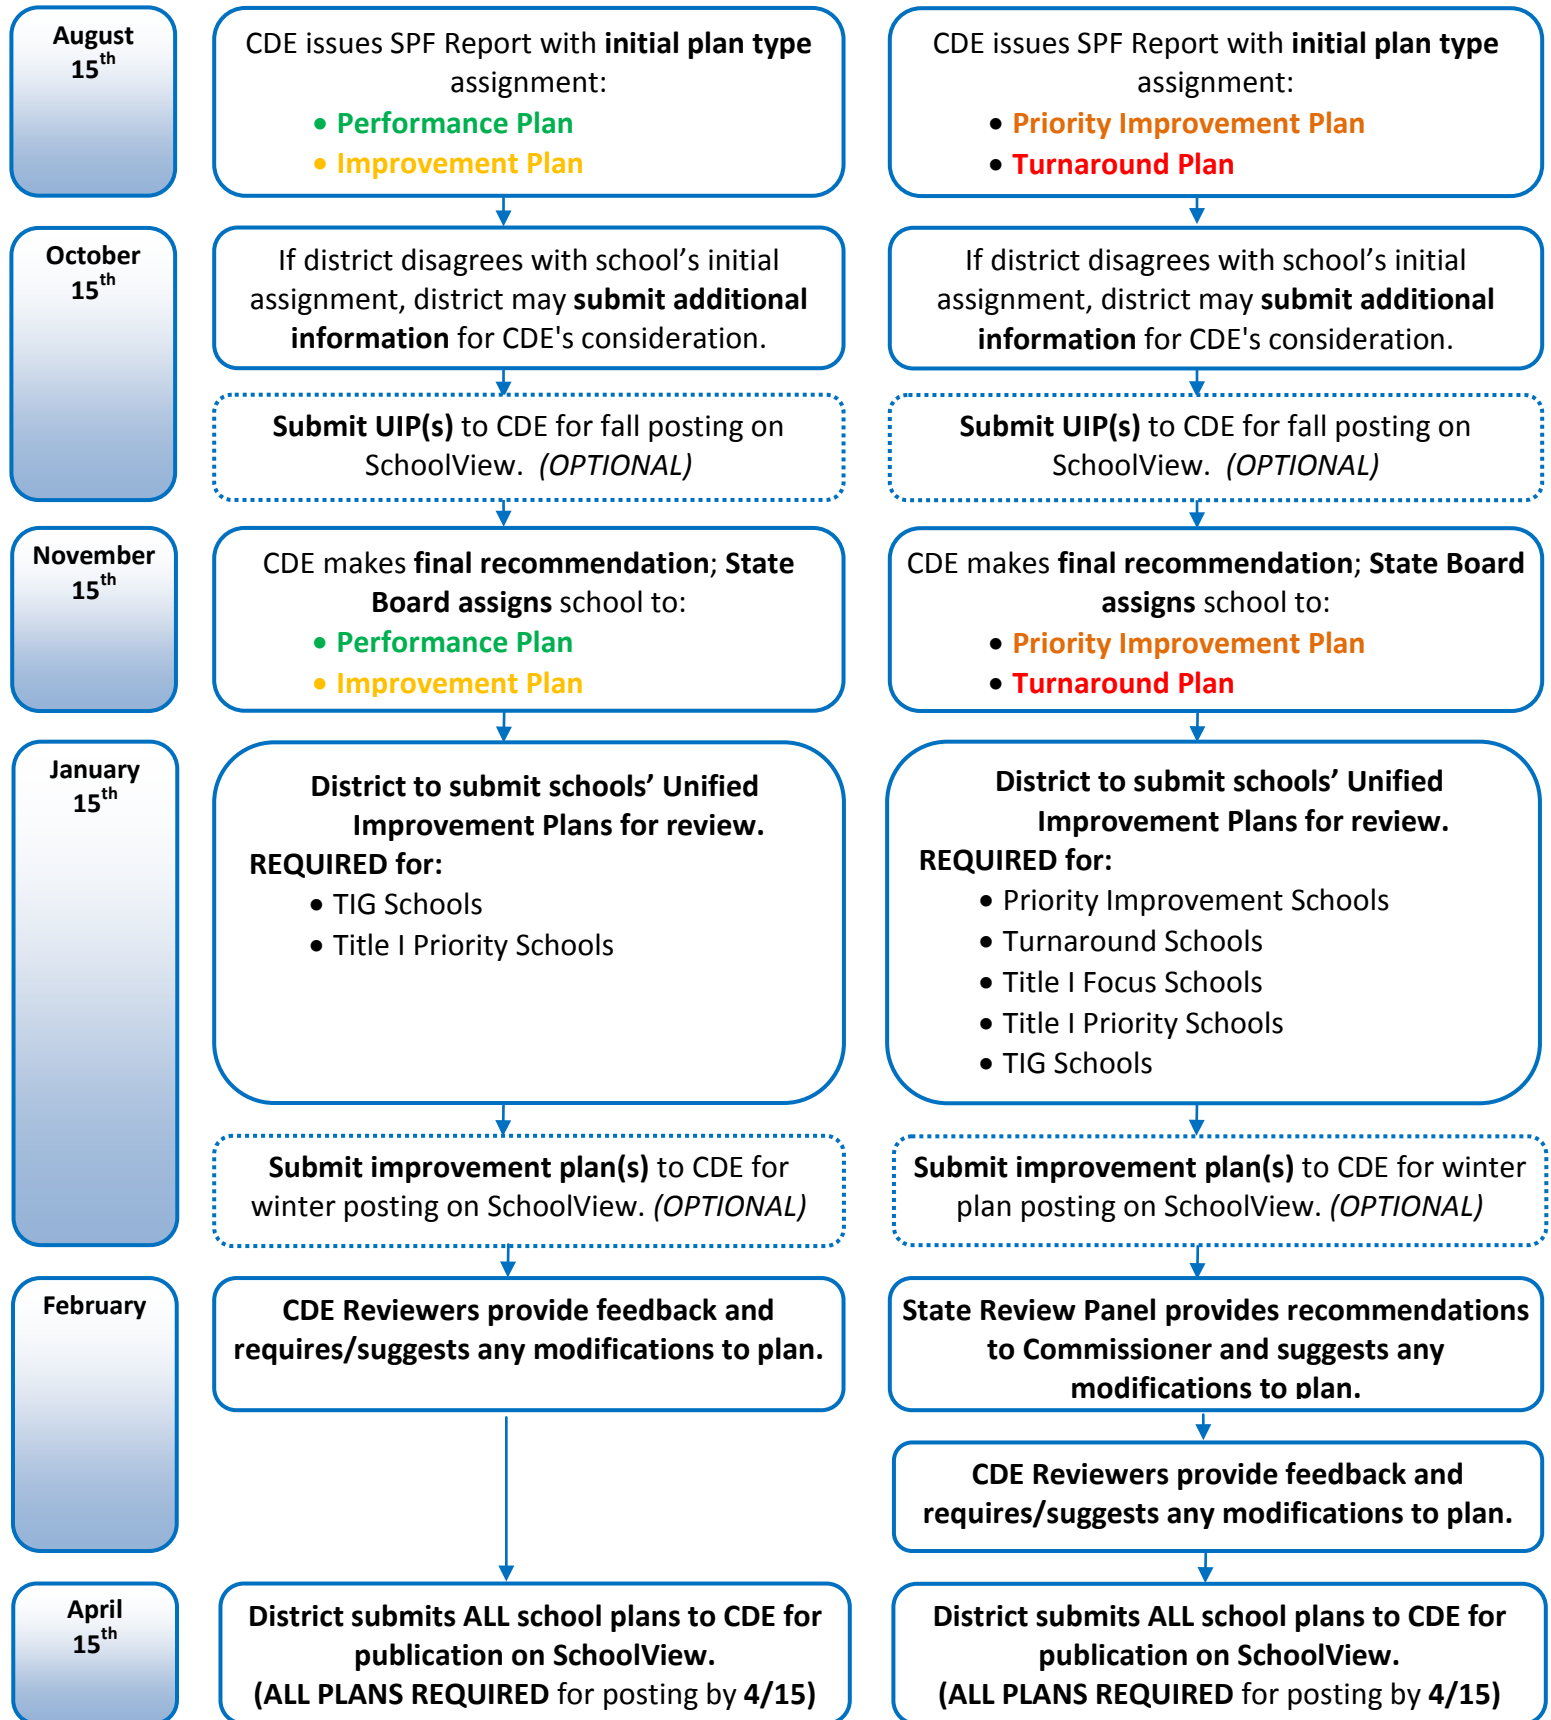 August
15th
CDE issues SPF Report with initial plan type
assignment:
• Performance Plan
• Improvement Plan
CDE issues SPF Report with initial plan type
assignment:
• Priority Improvement Plan
• Turnaround Plan
October
15th
If district disagrees with school’s initial
assignment, district may submit additional
information for CDE's consideration.
If district disagrees with school’s initial
assignment, district may submit additional
information for CDE's consideration.
Submit UIP(s) to CDE for fall posting on
SchoolView. (OPTIONAL)
Submit UIP(s) to CDE for fall posting on
SchoolView. (OPTIONAL)
November
15th
CDE makes final recommendation; State
Board assigns school to:
• Performance Plan
• Improvement Plan
CDE makes final recommendation; State Board
assigns school to:
• Priority Improvement Plan
• Turnaround Plan
January
15th
District to submit schools’ Unified
Improvement Plans for review.
REQUIRED for:
• TIG Schools
• Title I Priority Schools
District to submit schools’ Unified
Improvement Plans for review.
REQUIRED for:
• Priority Improvement Schools
• Turnaround Schools
• Title I Focus Schools
• Title I Priority Schools
• TIG Schools
Submit improvement plan(s) to CDE for
winter posting on SchoolView. (OPTIONAL)
Submit improvement plan(s) to CDE for winter
plan posting on SchoolView. (OPTIONAL)
February
CDE Reviewers provide feedback and
requires/suggests any modifications to plan.
State Review Panel provides recommendations
to Commissioner and suggests any
modifications to plan.
CDE Reviewers provide feedback and
requires/suggests any modifications to plan.
April
15th
District submits ALL school plans to CDE for
publication on SchoolView.
(ALL PLANS REQUIRED for posting by 4/15)
District submits ALL school plans to CDE for
publication on SchoolView.
(ALL PLANS REQUIRED for posting by 4/15)